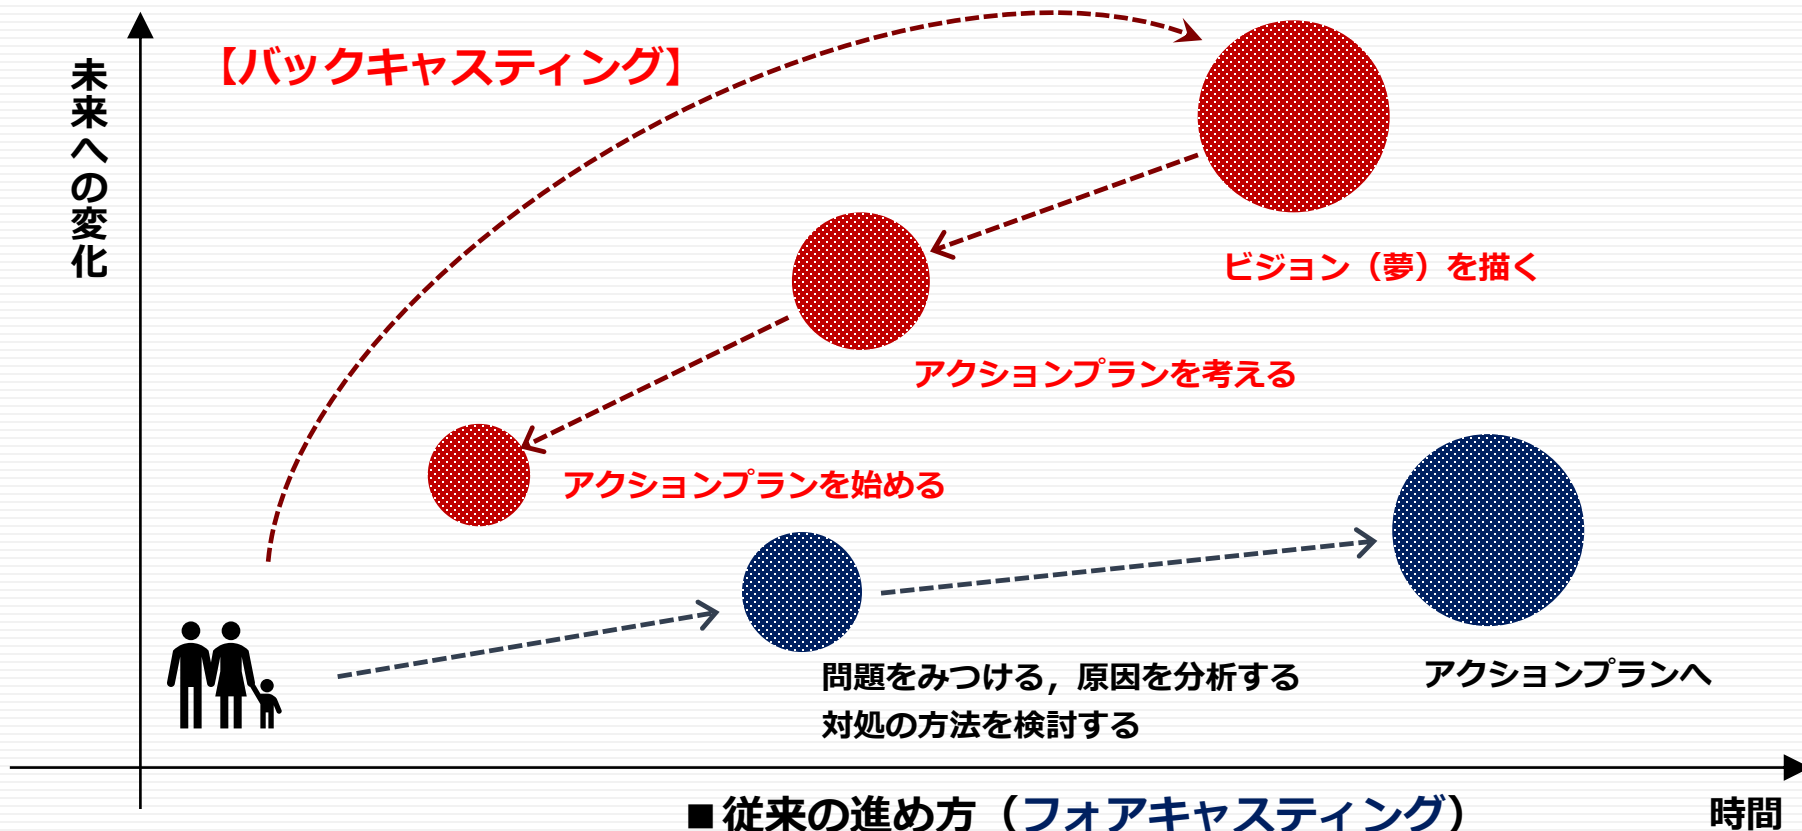 未来への変化
【バックキャスティング】
ビジョン（夢）を描く
アクションプランを考える
アクションプランを始める
問題をみつける，原因を分析する
対処の方法を検討する
アクションプランへ
■従来の進め方（フォアキャスティング）
時間